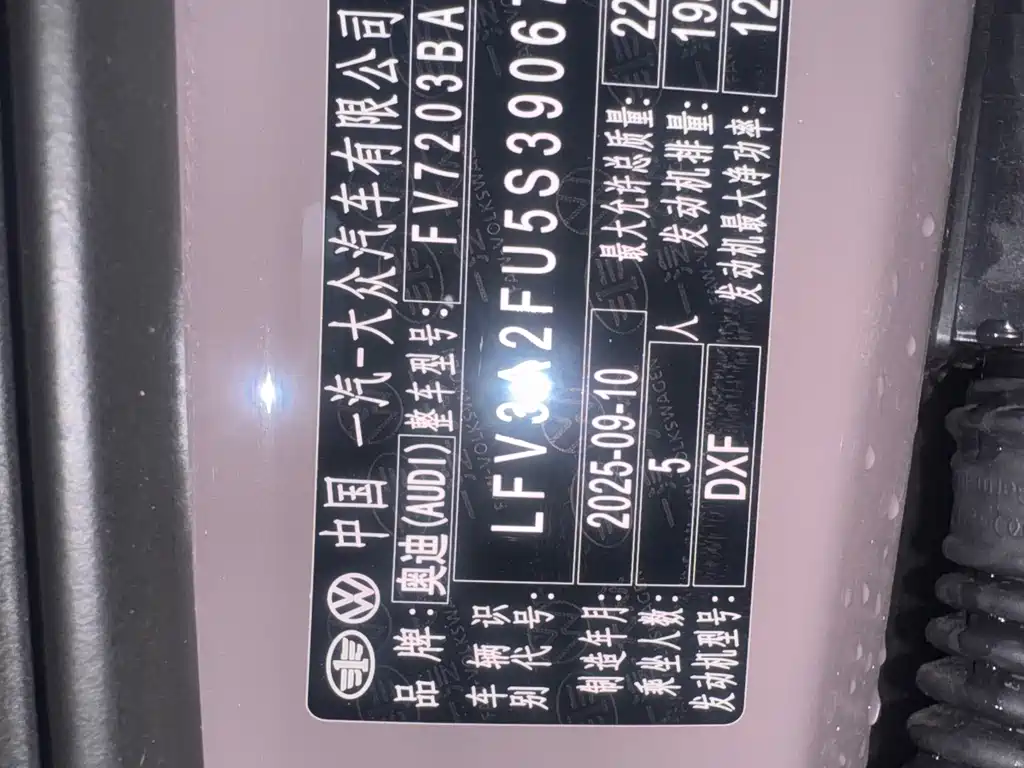 中国 一汽-大众汽车有限公司
品牌: 奥迪(AUDI) 整车型号: FV7203BA
车辆识别代号: LFV3A2FU5S3906
制造年月: 2025-09-10 最大允许总质量: 22
乘坐人数: 5 人 发动机排量: 19
发动机型号: DXF 发动机最大净功率: 12